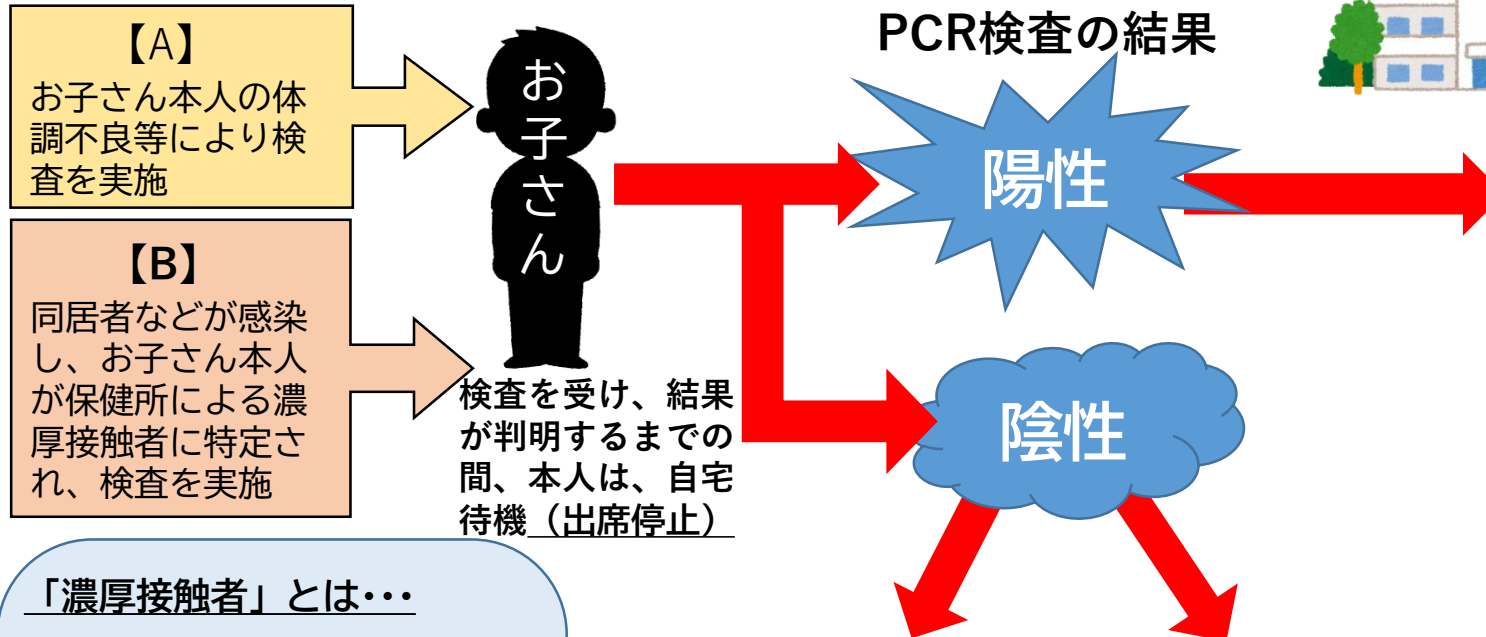 【A】
お子さん本人の体
調不良等により検
査を実施
【B】
同居者などが感染
し、お子さん本人
が保健所による濃
厚接触者に特定さ
れ、検査を実施
お子さん
検査を受け、結果
が判明するまでの
間、本人は、自宅
待機（出席停止）
PCR検査の結果
陽性
陰性
「濃厚接触者」とは･･･